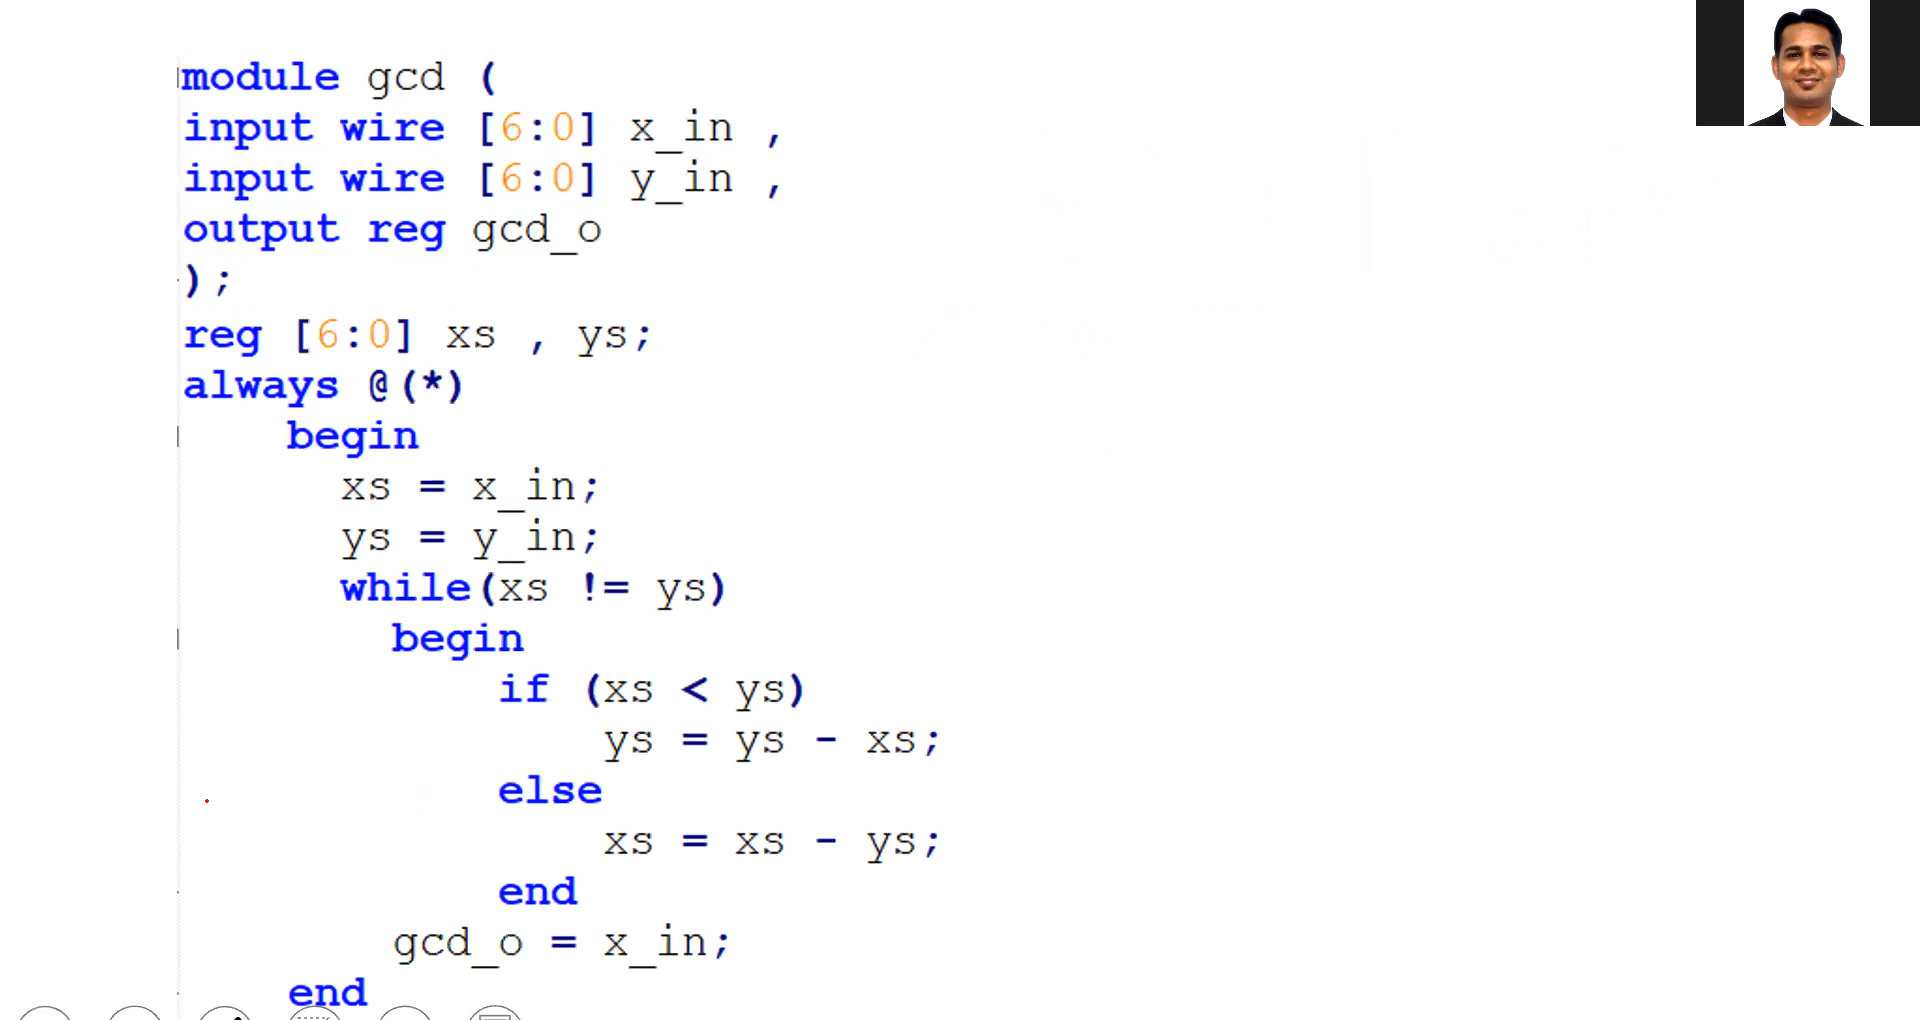 module gcd (
input wire [6:0] x_in ,
input wire [6:0] y_in ,
output reg gcd_o
);
reg [6:0] xs , ys;
always @(*)
begin
xs = x_in;
ys = y_in;
while(xs != ys)
begin
if (xs < ys)
ys = ys - xs;
else
xs = xs - ys;
end
gcd_o = x_in;
end